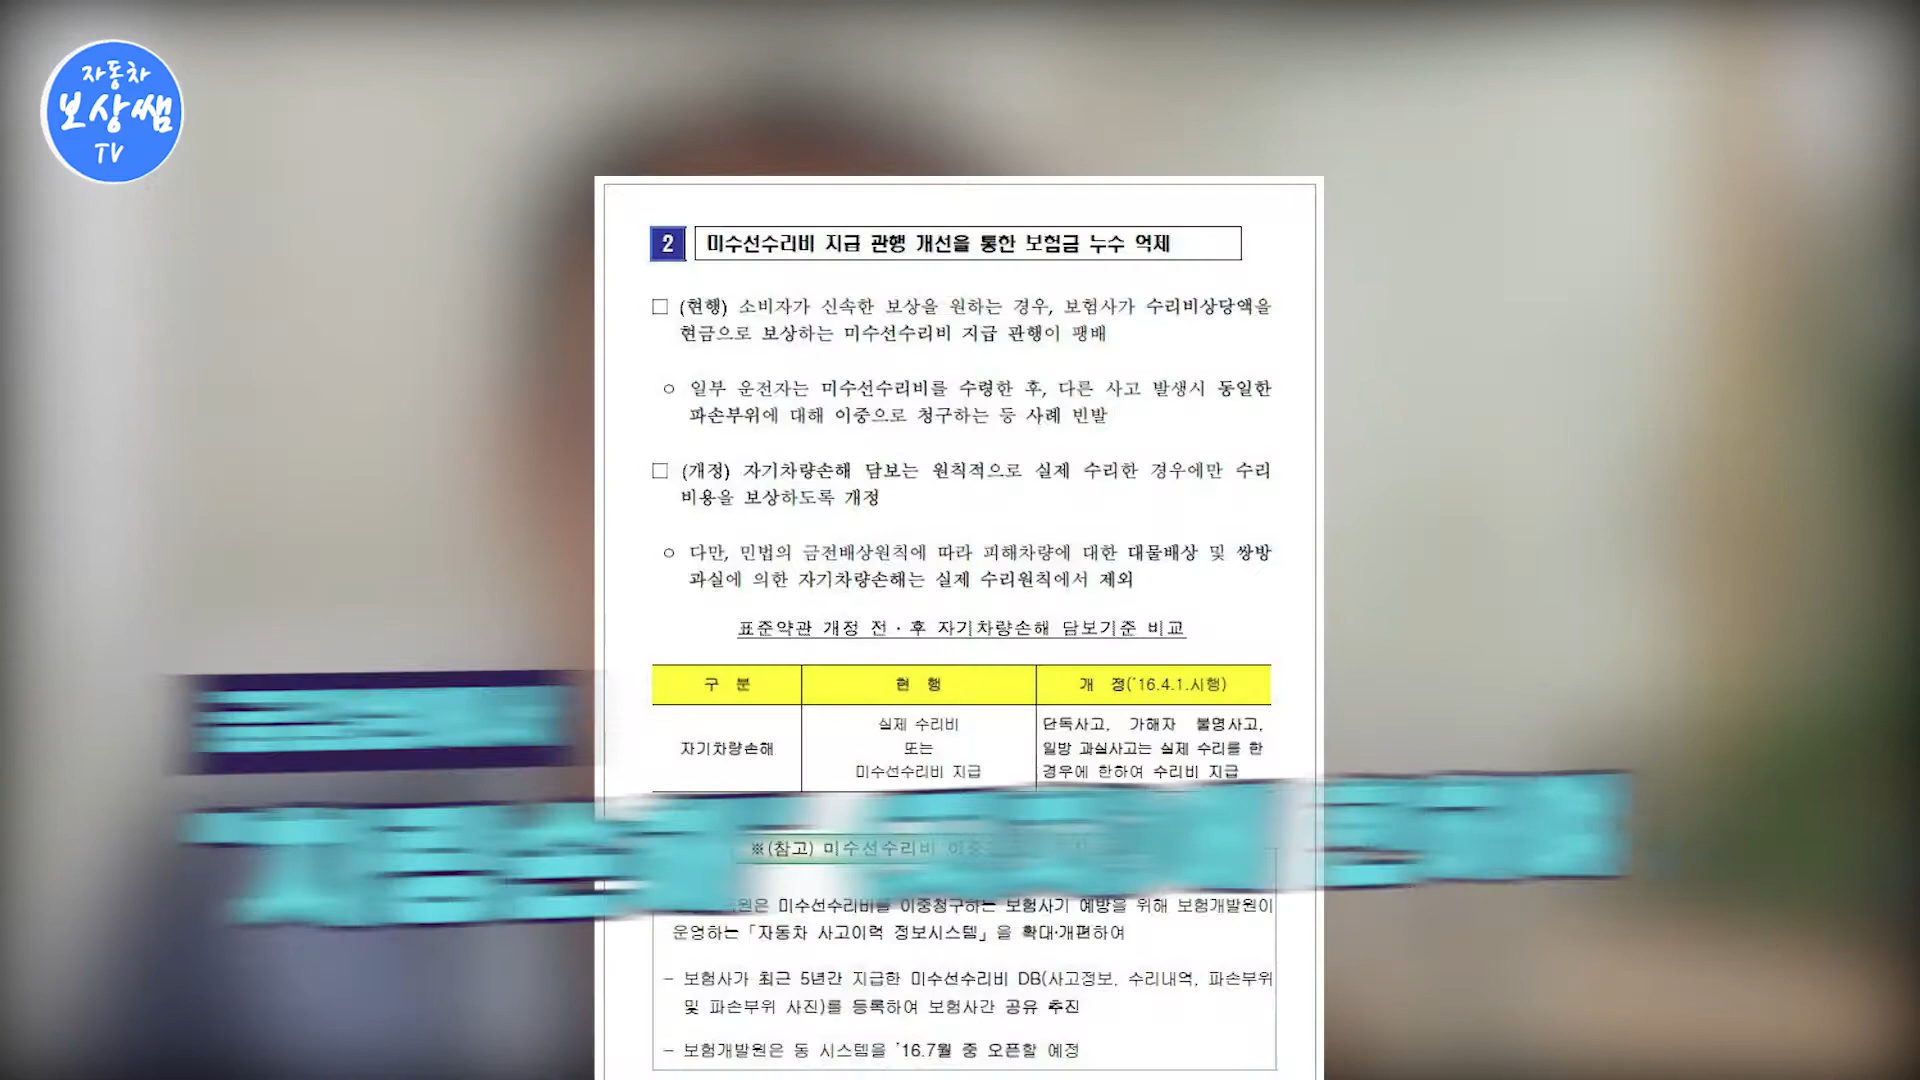 자동차
보상쌤
TV
2 미수선수리비 지급 관행 개선을 통한 보험금 누수 억제
□ (현행) 소비자가 신속한 보상을 원하는 경우, 보험사가 수리비상당액을
현금으로 보상하는 미수선수리비 지급 관행이 팽배
○ 일부 운전자는 미수선수리비를 수령한 후, 다른 사고 발생시 동일한
파손부위에 대해 이중으로 청구하는 등 사례 빈발
□ (개정) 자기차량손해 담보는 원칙적으로 실제 수리한 경우에만 수리
비용을 보상하도록 개정
○ 다만, 민법의 금전배상원칙에 따라 피해차량에 대한 대물배상 및 쌍방
과실에 의한 자기차량손해는 실제 수리원칙에서 제외
표준약관 개정 전·후 자기차량손해 담보기준 비교
구 분 현 행 개 정('16.4.1.시행)
자기차량손해
실제 수리비
또는
미수선수리비 지급
단독사고, 가해자 불명사고,
일방 과실사고는 실제 수리를 한
경우에 한하여 수리비 지급
※(참고) 미수선수리비
미수선수리비를 이중청구하는 보험사기 예방을 위해 보험개발원이
운영하는 「자동차 사고이력 정보시스템」을 확대·개편하여
- 보험사가 최근 5년간 지급한 미수선수리비 DB(사고정보, 수리내역, 파손부위
및 파손부위 사진)를 등록하여 보험사간 공유 추진
- 보험개발원은 동 시스템을 '16.7월 중 오픈할 예정